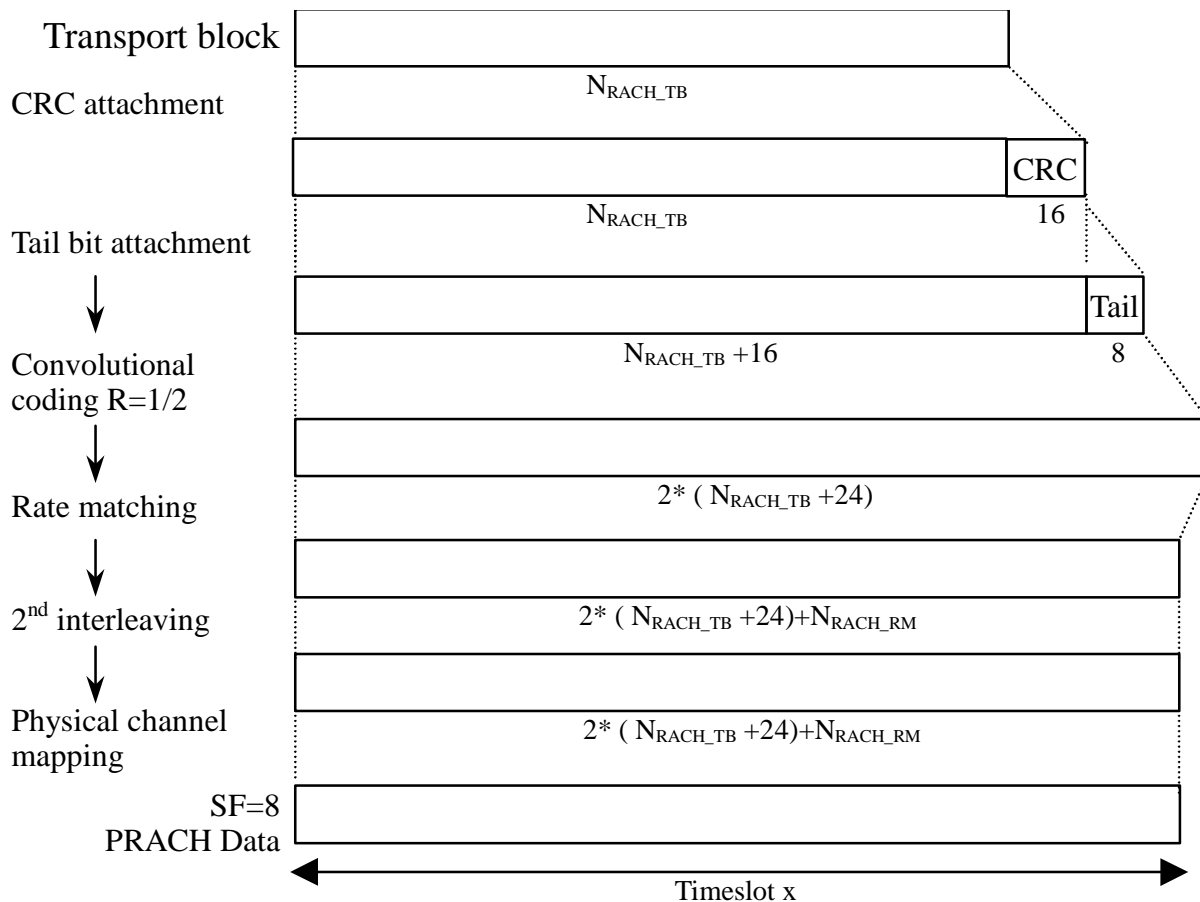 Transport block
N_RACH_TB
CRC attachment
CRC
N_RACH_TB
16
Tail bit attachment
Tail
N_RACH_TB +16
8
Convolutional
coding R=1/2
2* ( N_RACH_TB +24)
Rate matching
2nd interleaving
2* ( N_RACH_TB +24)+N_RACH_RM
Physical channel
mapping
2* ( N_RACH_TB +24)+N_RACH_RM
SF=8
PRACH Data
Timeslot x